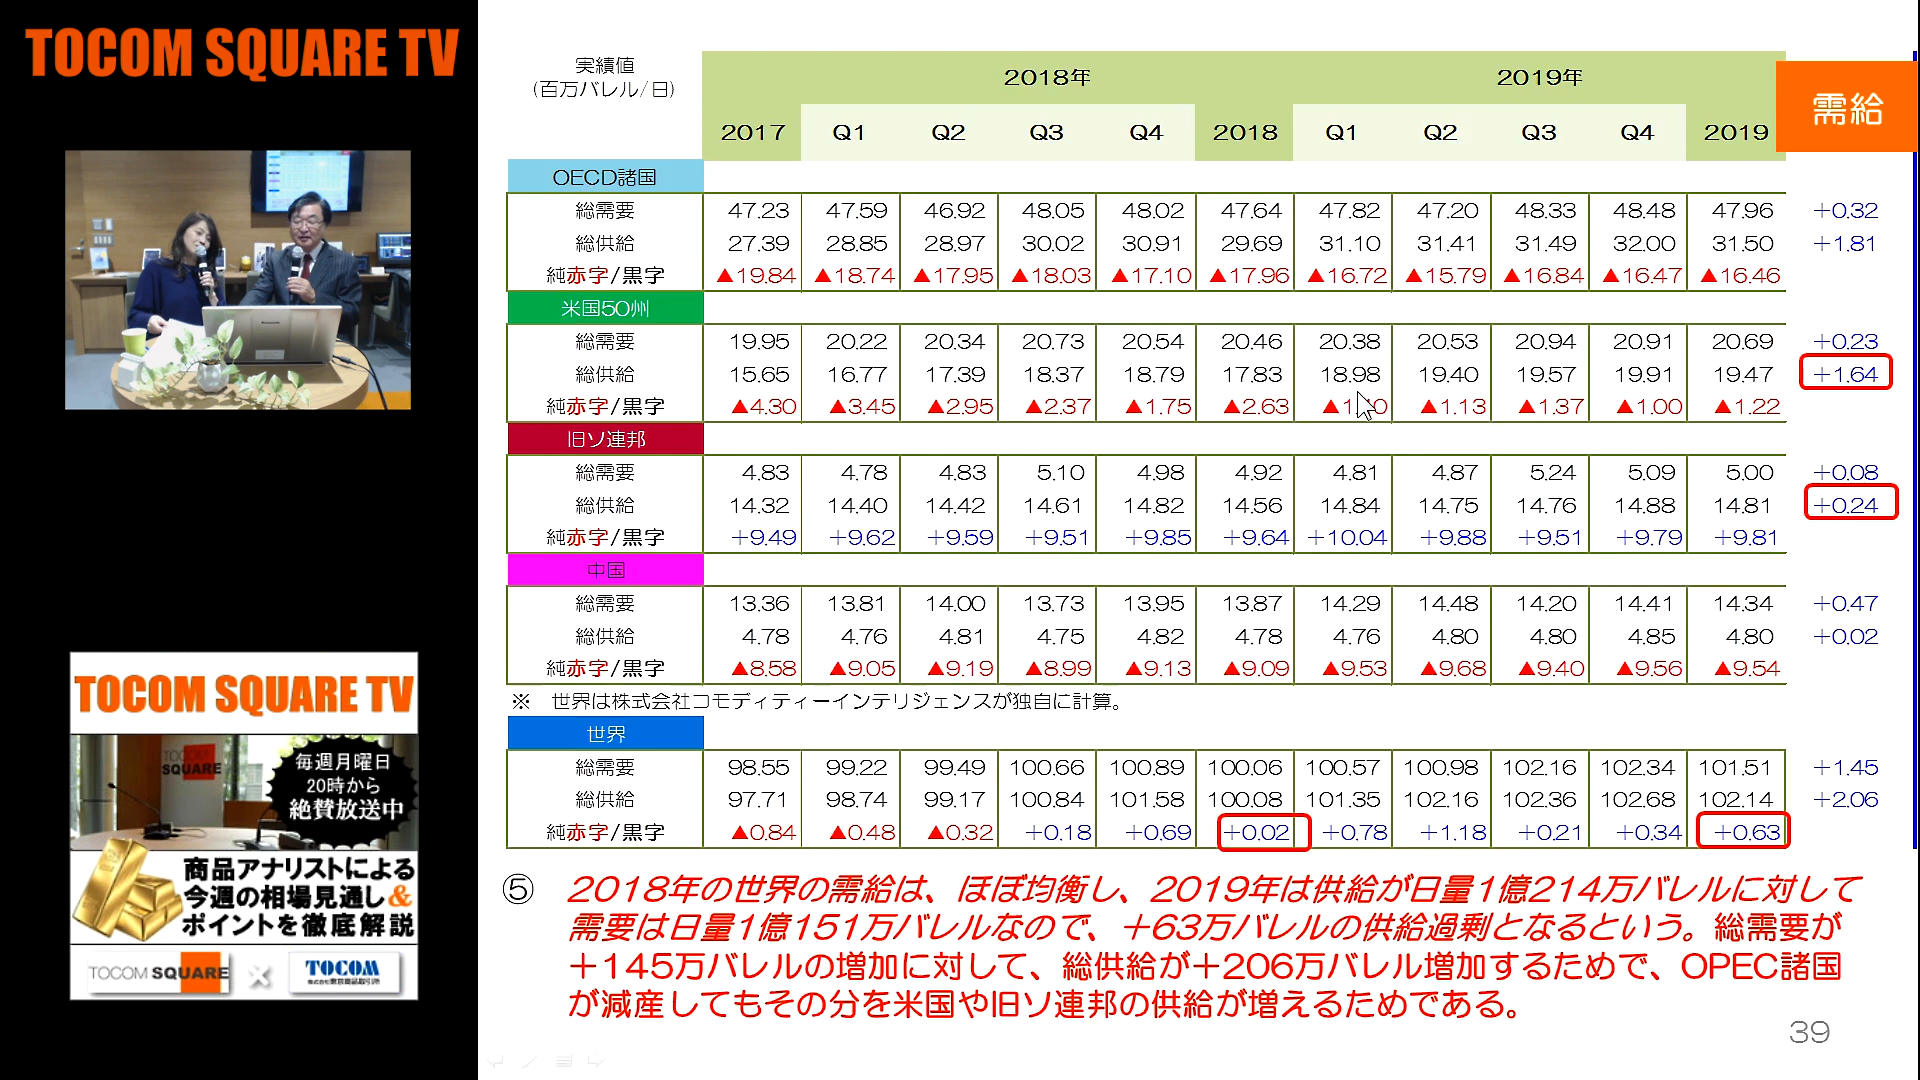 TOCOM SQUARE TV
TOCOM SQUARE
SQUARE
毎週月曜日
20時から
絶賛放送中
TOCOM SQUARE TV
商品アナリストによる
今週の相場見通し&
ポイントを徹底解説
TOCOM SQUARE × TOCOM
株式会社東京商品取引所
実績値 2018年 2019年
(百万バレル/日) 需給
2017 Q1 Q2 Q3 Q4 2018 Q1 Q2 Q3 Q4 2019
OECD諸国
総需要 47.23 47.59 46.92 48.05 48.02 47.64 47.82 47.20 48.33 48.48 47.96 +0.32
総供給 27.39 28.85 28.97 30.02 30.91 29.69 31.10 31.41 31.49 32.00 31.50 +1.81
純赤字/黒字 ▲19.84 ▲18.74 ▲17.95 ▲18.03 ▲17.10 ▲17.96 ▲16.72 ▲15.79 ▲16.84 ▲16.47 ▲16.46
米国50州
総需要 19.95 20.22 20.34 20.73 20.54 20.46 20.38 20.53 20.94 20.91 20.69 +0.23
総供給 15.65 16.77 17.39 18.37 18.79 17.83 18.98 19.40 19.57 19.91 19.47 +1.64
純赤字/黒字 ▲4.30 ▲3.45 ▲2.95 ▲2.37 ▲1.75 ▲2.63 ▲1.13 ▲1.37 ▲1.00 ▲1.22
旧ソ連邦
総需要 4.83 4.78 4.83 5.10 4.98 4.92 4.81 4.87 5.24 5.09 5.00 +0.08
総供給 14.32 14.40 14.42 14.61 14.82 14.56 14.84 14.75 14.76 14.88 14.81 +0.24
純赤字/黒字 +9.49 +9.62 +9.59 +9.51 +9.85 +9.64 +10.04 +9.88 +9.51 +9.79 +9.81
中国
総需要 13.36 13.81 14.00 13.73 13.95 13.87 14.29 14.48 14.20 14.41 14.34 +0.47
総供給 4.78 4.76 4.81 4.75 4.82 4.78 4.76 4.80 4.80 4.85 4.80 +0.02
純赤字/黒字 ▲8.58 ▲9.05 ▲9.19 ▲8.99 ▲9.13 ▲9.09 ▲9.53 ▲9.68 ▲9.40 ▲9.56 ▲9.54
※ 世界は株式会社コモディティーインテリジェンスが独自に計算。
世界
総需要 98.55 99.22 99.49 100.66 100.89 100.06 100.57 100.98 102.16 102.34 101.51 +1.45
総供給 97.71 98.74 99.17 100.84 101.58 100.08 101.35 102.16 102.36 102.68 102.14 +2.06
純赤字/黒字 ▲0.84 ▲0.48 ▲0.32 +0.18 +0.69 +0.02 +0.78 +1.18 +0.21 +0.34 +0.63
⑤ 2018年の世界の需給は、ほぼ均衡し、2019年は供給が日量1億214万バレルに対して
需要は日量1億151万バレルなので、+63万バレルの供給過剰となるという。総需要が
+145万バレルの増加に対して、総供給が+206万バレル増加するためで、OPEC諸国
が減産してもその分を米国や旧ソ連邦の供給が増えるためである。
39